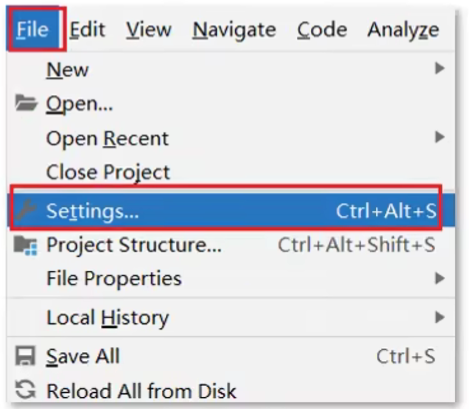 File Edit View Navigate Code Analyze
New
Open...
Open Recent
Close Project
Settings... Ctrl+Alt+S
Project Structure... Ctrl+Alt+Shift+S
File Properties
Local History
Save All Ctrl+S
Reload All from Disk